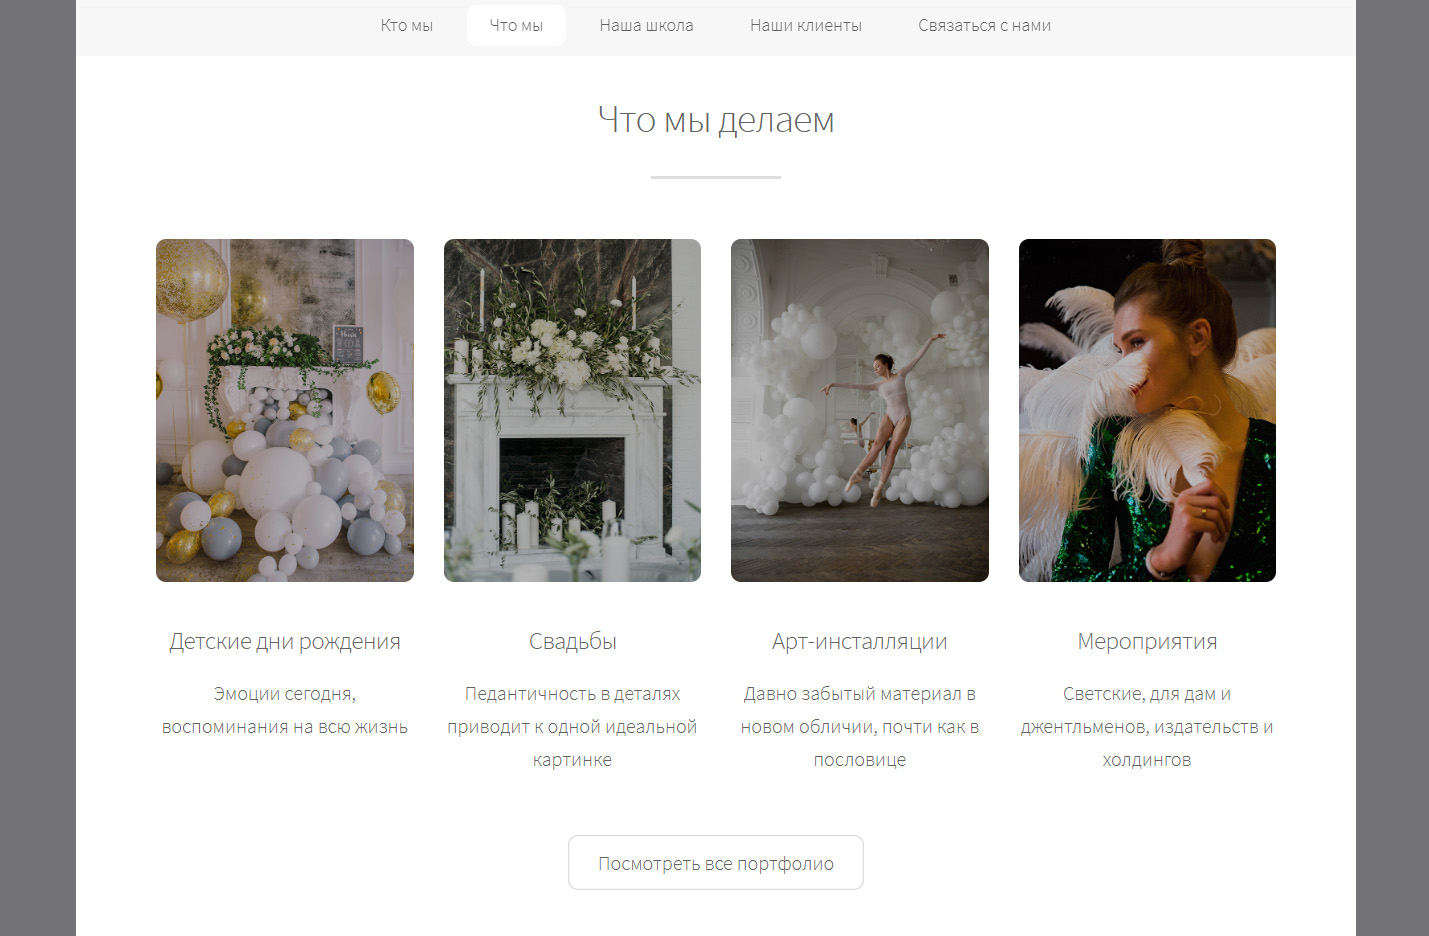 Кто мы
Что мы
Наша школа
Наши клиенты
Связаться с нами
Что мы делаем
Детские дни рождения
Эмоции сегодня,
воспоминания на всю жизнь
Свадьбы
Педантичность в деталях
приводит к одной идеальной
картинке
Арт-инсталляции
Давно забытый материал в
новом обличии, почти как в
пословице
Мероприятия
Светские, для дам и
джентльменов, издательств и
холдингов
Посмотреть все портфолио